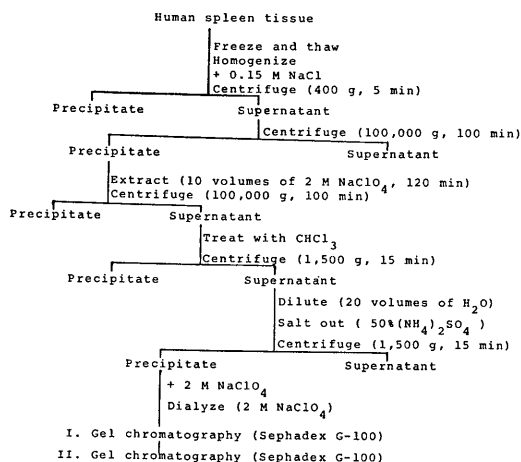 Human spleen tissue
Freeze and thaw
Homogenize
+ 0.15 M NaCl
Centrifuge (400 g, 5 min)
Precipitate Supernatant
Centrifuge (100,000 g, 100 min)
Precipitate Supernatant
Extract (10 volumes of 2 M NaClO4, 120 min)
Centrifuge (100,000 g, 100 min)
Precipitate Supernatant
Treat with CHCl3
Centrifuge (1,500 g, 15 min)
Precipitate Supernatant
Dilute (20 volumes of H2O)
Salt out ( 50%(NH4)2SO4 )
Centrifuge (1,500 g, 15 min)
Precipitate Supernatant
+ 2 M NaClO4
Dialyze (2 M NaClO4)
I. Gel chromatography (Sephadex G-100)
II. Gel chromatography (Sephadex G-100)